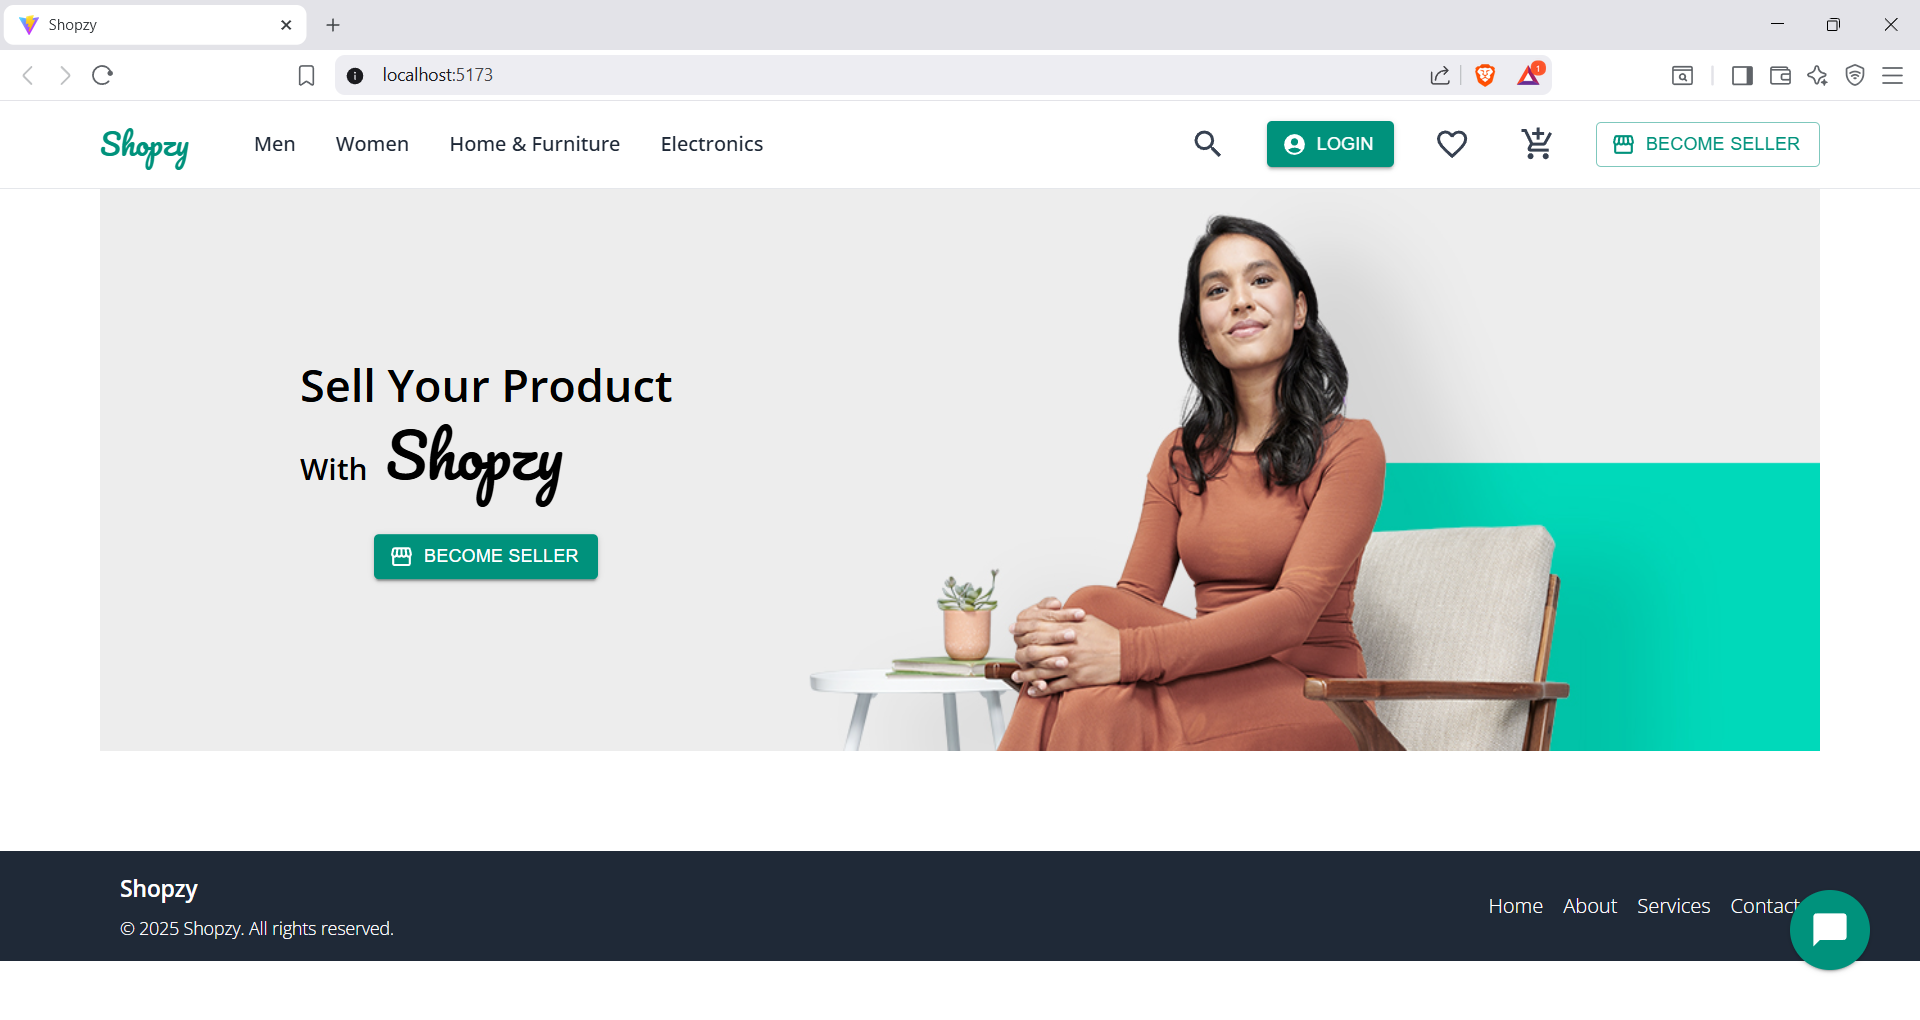 Shopzy
localhost:5173
1
Shopzy Men Women Home & Furniture Electronics LOGIN BECOME SELLER
Sell Your Product
With Shopzy
BECOME SELLER
Shopzy
© 2025 Shopzy. All rights reserved.
Home About Services Contact